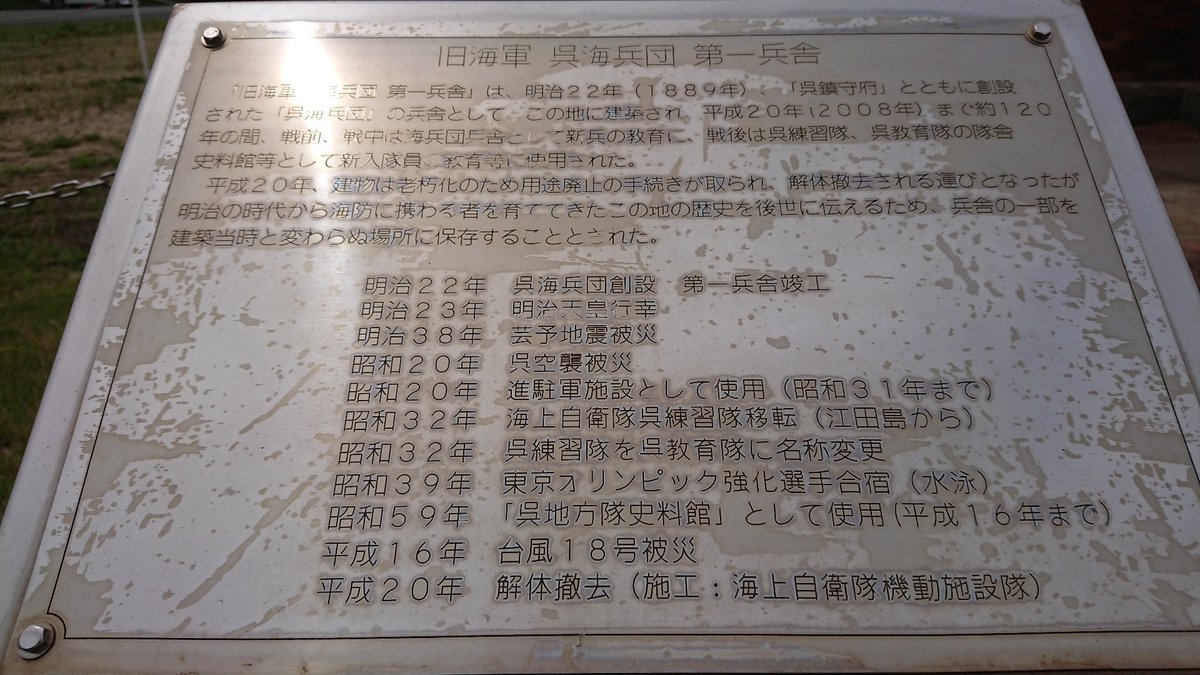 旧海軍 呉海兵団 第一兵舎
「旧海軍 兵団 第一兵舎」は、明治22年(1889年)、「呉鎮守府」とともに創設
された「呉海兵団」の兵舎として、この地に建築され、平成20年(2008年)まで約120
年の間、戦前、戦中は海兵団兵舎として新兵の教育に、戦後は呉練習隊、呉教育隊の隊舎
史料館等として新入隊員の教育等に使用された。
平成20年、建物は老朽化のため用途廃止の手続きが取られ、解体撤去される運びとなったが
明治の時代から海防に携わる者を育ててきたこの地の歴史を後世に伝えるため、兵舎の一部を
建築当時と変わらぬ場所に保存することとされた。
明治22年 呉海兵団創設 第一兵舎竣工
明治23年 明治天皇行幸
明治38年 芸予地震被災
昭和20年 呉空襲被災
昭和20年 進駐軍施設として使用(昭和31年まで)
昭和32年 海上自衛隊呉練習隊移転(江田島から)
昭和32年 呉練習隊を呉教育隊に名称変更
昭和39年 東京オリンピック強化選手合宿(水泳)
昭和59年 「呉地方隊史料館」として使用(平成16年まで)
平成16年 台風18号被災
平成20年 解体撤去(施工:海上自衛隊機動施設隊)